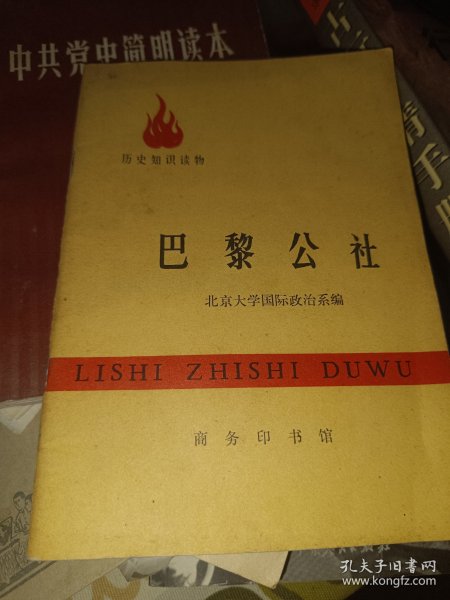 中共党史简明读本
历史知识读物
巴黎公社
北京大学国际政治系编
LISHI ZHISHI DUWU
商务印书馆
孔夫子旧书网
www.kongfz.com